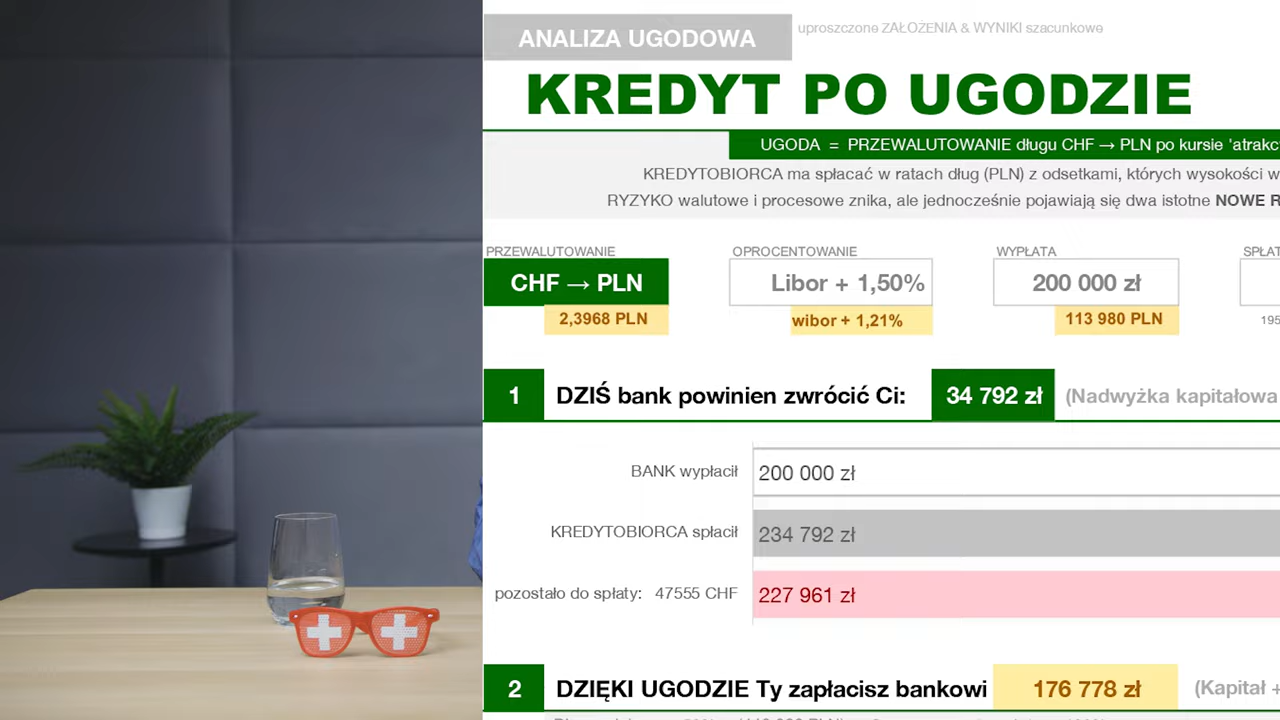 ANALIZA UGODOWA
uproszczone ZAŁOŻENIA & WYNIKI szacunkowe
KREDYT PO UGODZIE
UGODA = PRZEWALUTOWANIE długu CHF → PLN po kursie 'atrakc
KREDYTOBIORCA ma spłacać w ratach dług (PLN) z odsetkami, których wysokości w
RYZYKO walutowe i procesowe znika, ale jednocześnie pojawiają się dwa istotne NOWE R
PRZEWALUTOWANIE OPROCENTOWANIE WYPŁATA SPŁAT
CHF → PLN Libor + 1,50% 200 000 zł
2,3968 PLN wibor + 1,21% 113 980 PLN 195
1 DZIŚ bank powinien zwrócić Ci: 34 792 zł (Nadwyżka kapitałowa
BANK wypłacił 200 000 zł
KREDYTOBIORCA spłacił 234 792 zł
pozostało do spłaty: 47555 CHF 227 961 zł
2 DZIĘKI UGODZIE Ty zapłacisz bankowi 176 778 zł (Kapitał +